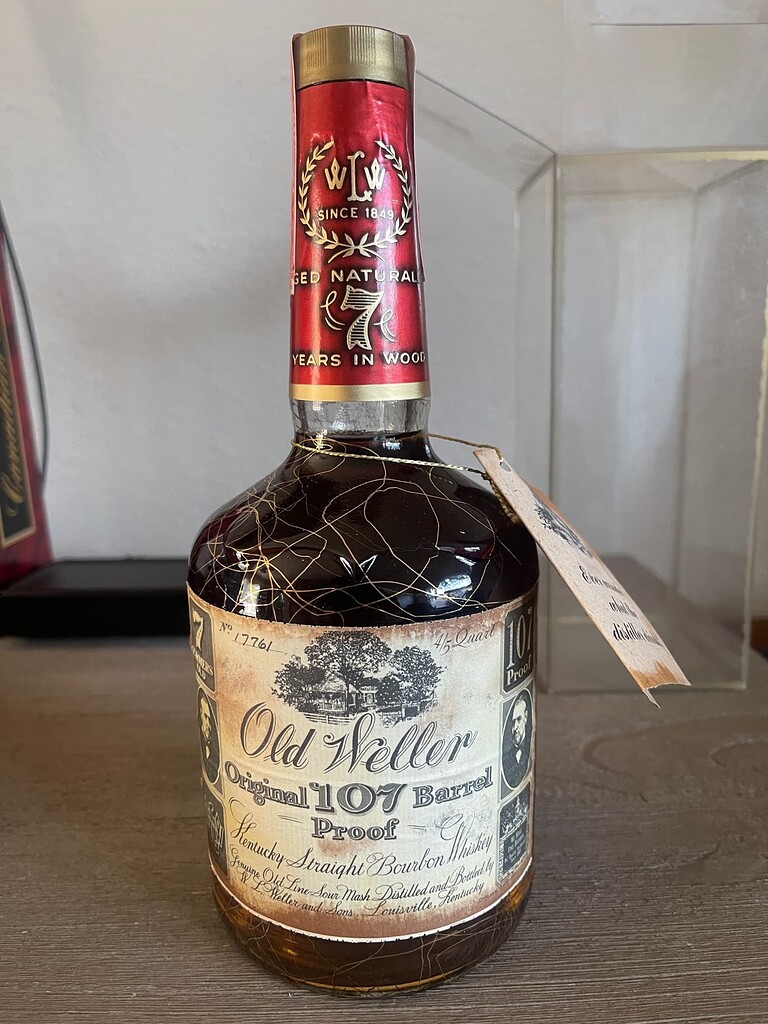 WLW
SINCE 1849
GED NATURAL
7
YEARS IN WOOD
7
Nº 17761
4/5 Quart
107
Proof
Old Weller
Original 107 Barrel
Proof
Kentucky Straight Bourbon Whiskey
Genuine Old Line Sour Mash Distilled and Bottled by
W. L. Weller and Sons, Louisville, Kentucky